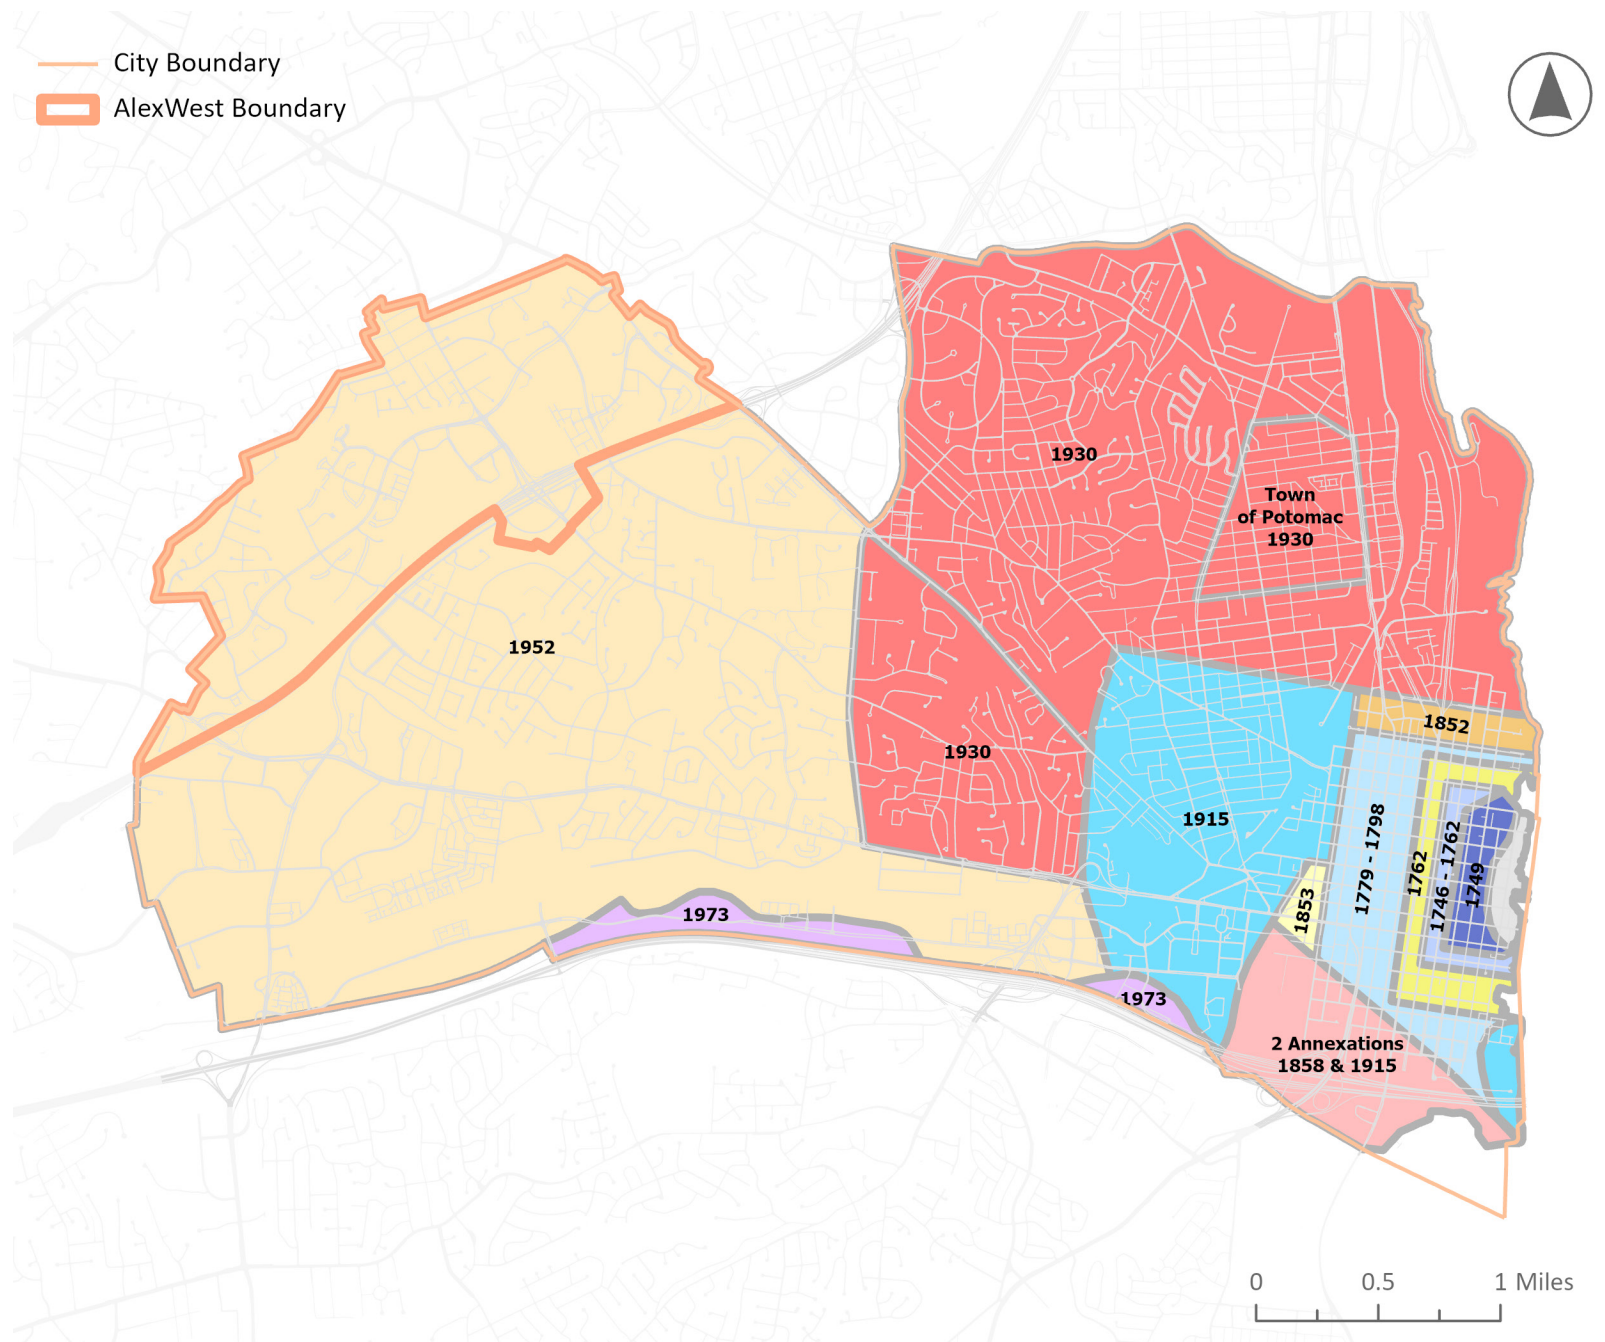 City Boundary
AlexWest Boundary
1930
Town
of Potomac
1930
1952
1852
1930
1915
1779 - 1798
1762
1746 - 1762
1749
1853
1973
1973
2 Annexations
1858 & 1915
0 0.5 1 Miles